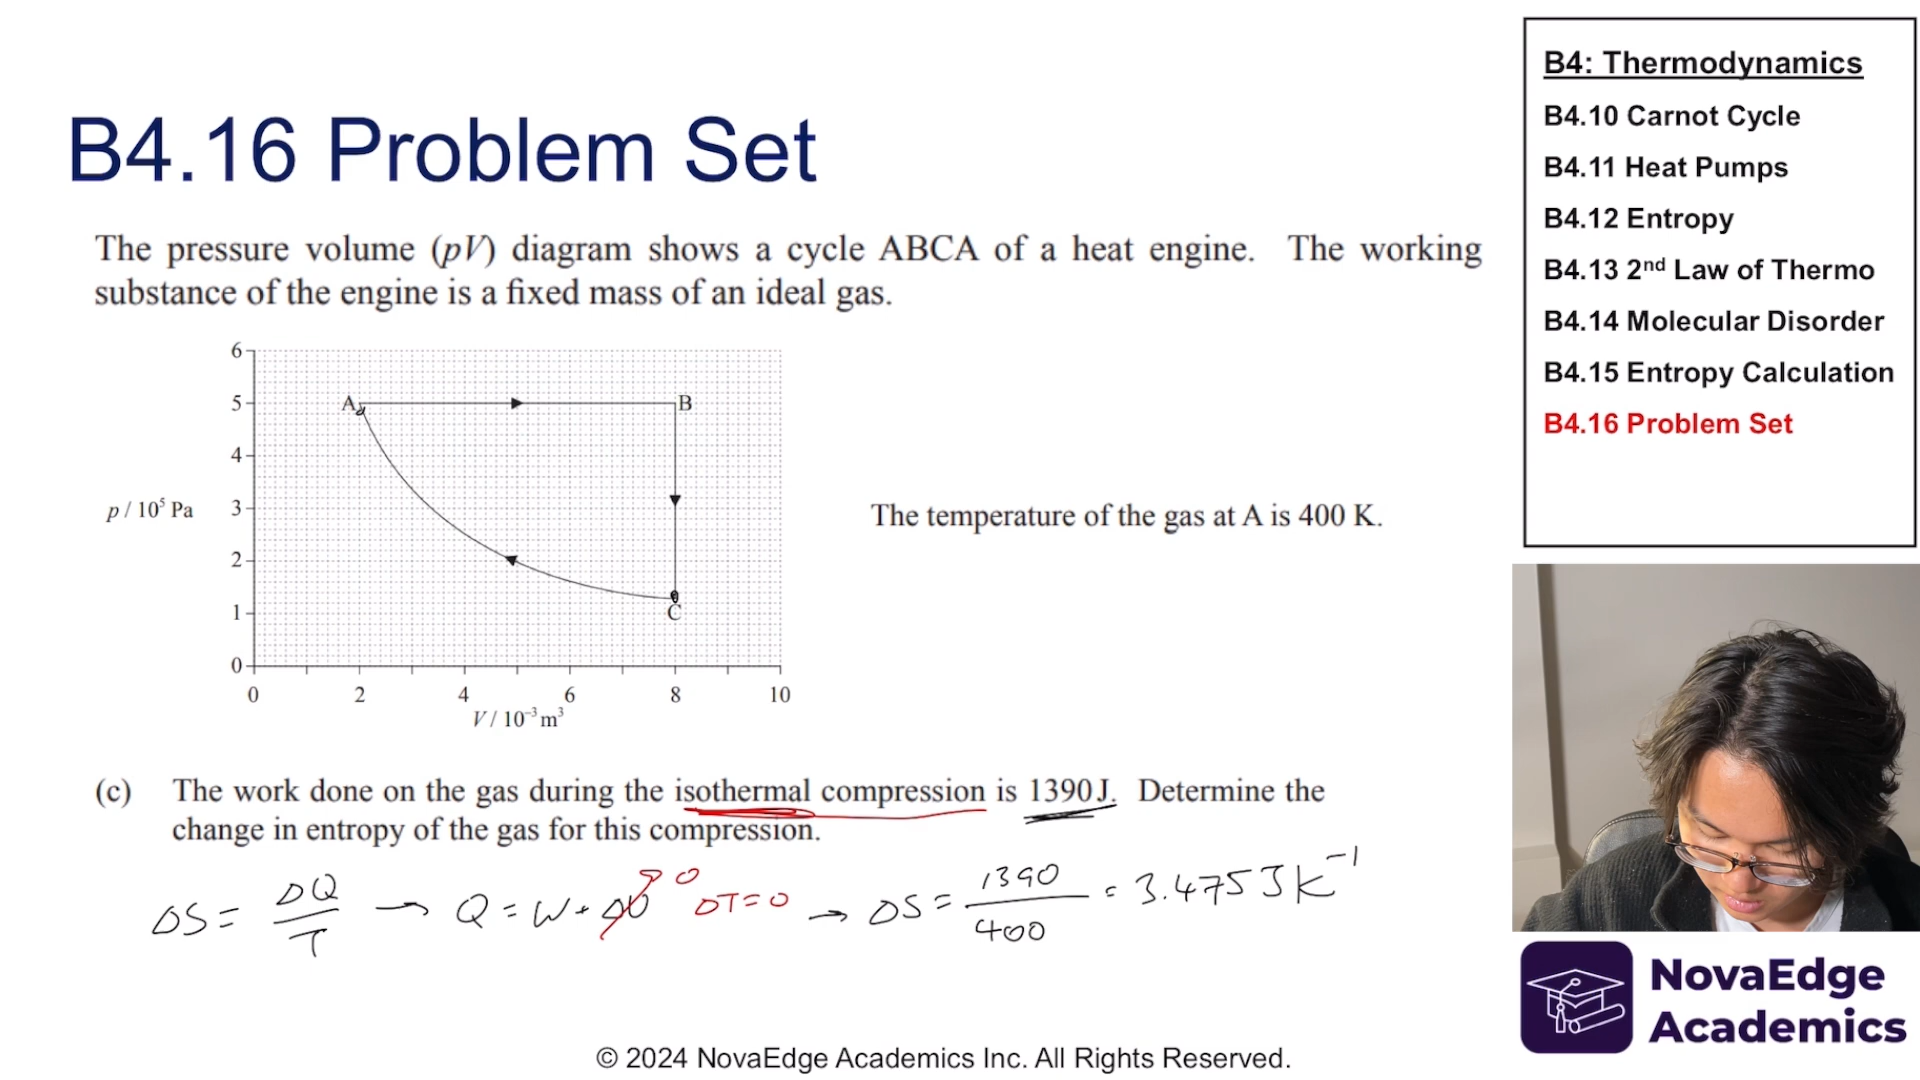 B4.16 Problem Set
The pressure volume (pV) diagram shows a cycle ABCA of a heat engine. The working
substance of the engine is a fixed mass of an ideal gas.
6
5
4
3
2
1
0
p / 10⁵ Pa
A
B
C
0 2 4 6 8 10
V / 10⁻³ m³
The temperature of the gas at A is 400 K.
(c) The work done on the gas during the isothermal compression is 1390 J. Determine the
change in entropy of the gas for this compression.
ΔS = ΔQ/T → Q = W + ΔU 0 ΔT = 0 → ΔS = 1390/400 = 3.475 J K⁻¹
B4: Thermodynamics
B4.10 Carnot Cycle
B4.11 Heat Pumps
B4.12 Entropy
B4.13 2nd Law of Thermo
B4.14 Molecular Disorder
B4.15 Entropy Calculation
B4.16 Problem Set
NovaEdge
Academics
© 2024 NovaEdge Academics Inc. All Rights Reserved.